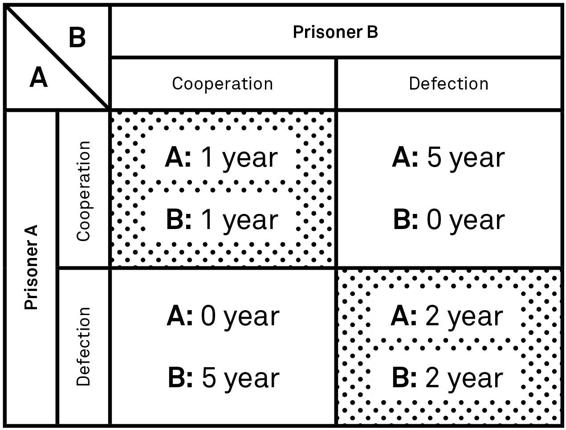 B
A
Prisoner B
Cooperation
Defection
Prisoner A
Cooperation
A: 1 year
B: 1 year
A: 5 year
B: 0 year
Defection
A: 0 year
B: 5 year
A: 2 year
B: 2 year